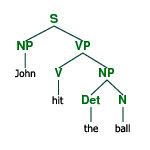 S
NP VP
John V NP
hit Det N
the ball